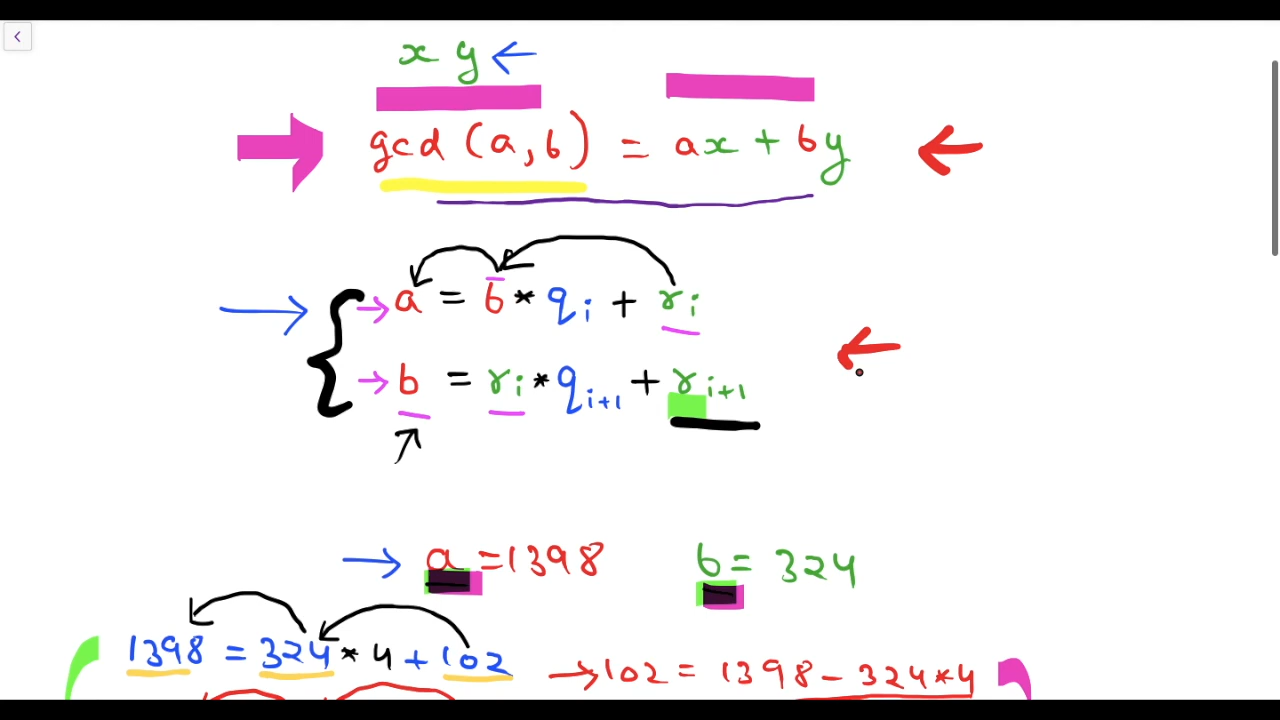 x y
gcd (a, b) = ax + by
a = b * qi + ri
b = ri * qi+1 + ri+1
a = 1398 b = 324
1398 = 324 * 4 + 102 → 102 = 1398 - 324 * 4